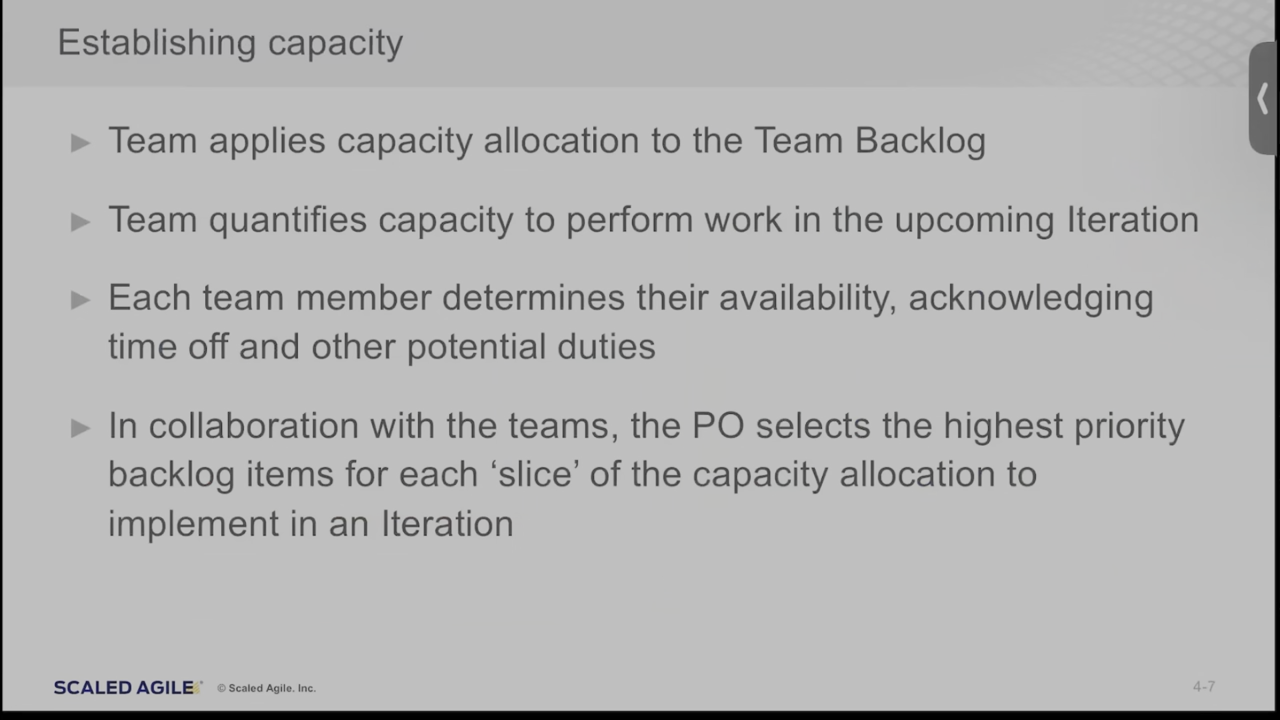 Establishing capacity
► Team applies capacity allocation to the Team Backlog
► Team quantifies capacity to perform work in the upcoming Iteration
► Each team member determines their availability, acknowledging
time off and other potential duties
► In collaboration with the teams, the PO selects the highest priority
backlog items for each ‘slice’ of the capacity allocation to
implement in an Iteration
SCALED AGILE® © Scaled Agile. Inc.
4-7